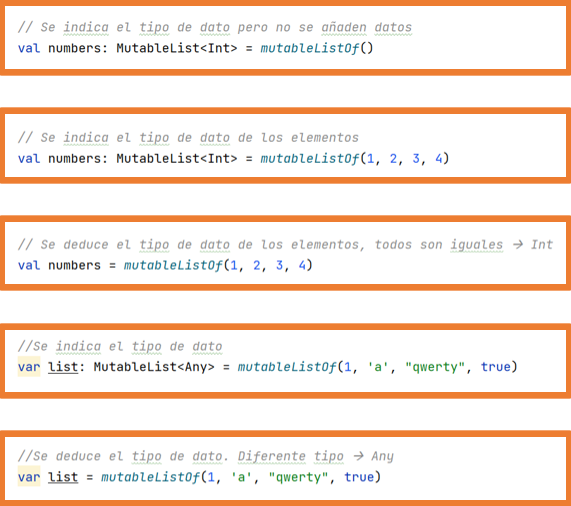 // Se indica el tipo de dato pero no se añaden datos
val numbers: MutableList<Int> = mutableListOf()
// Se indica el tipo de dato de los elementos
val numbers: MutableList<Int> = mutableListOf(1, 2, 3, 4)
// Se deduce el tipo de dato de los elementos, todos son iguales → Int
val numbers = mutableListOf(1, 2, 3, 4)
//Se indica el tipo de dato
var list: MutableList<Any> = mutableListOf(1, 'a', "qwerty", true)
//Se deduce el tipo de dato. Diferente tipo → Any
var list = mutableListOf(1, 'a', "qwerty", true)